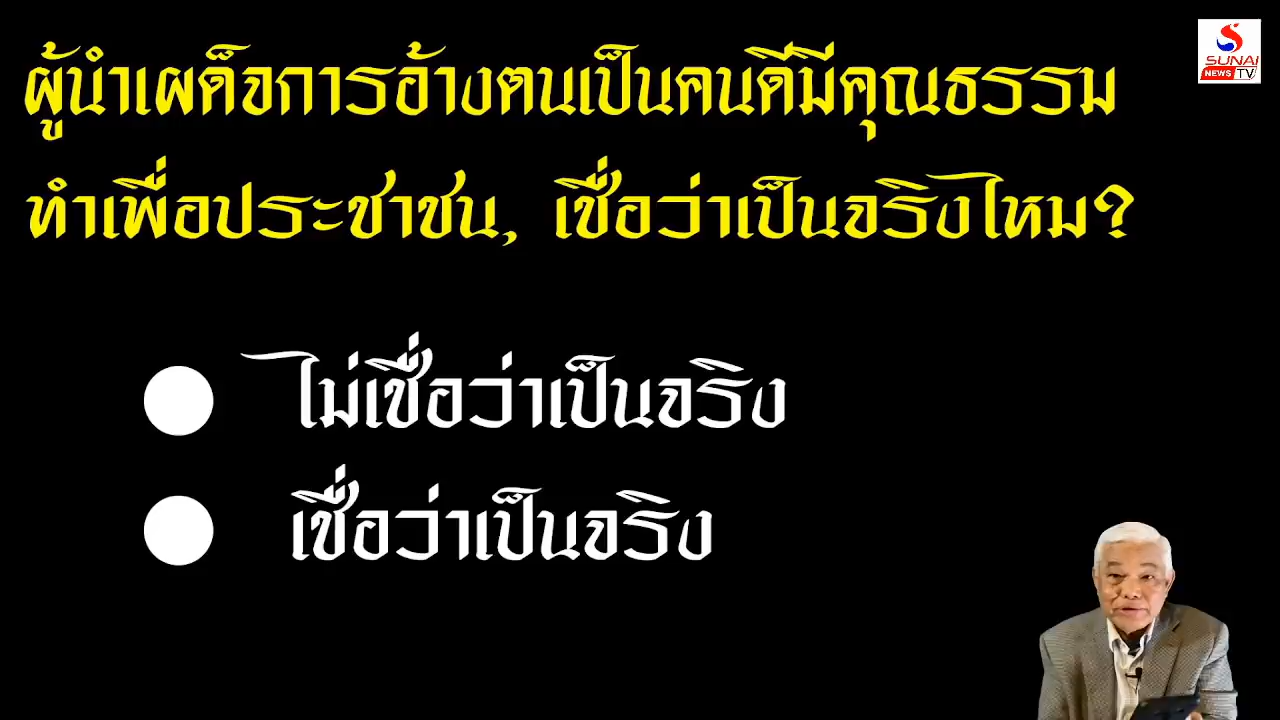 ผู้นำเผด็จการอ้างตนเป็นคนดีมีคุณธรรม
ทำเพื่อประชาชน, เชื่อว่าเป็นจริงไหม?
ไม่เชื่อว่าเป็นจริง
เชื่อว่าเป็นจริง
SUNAI
NEWS TV